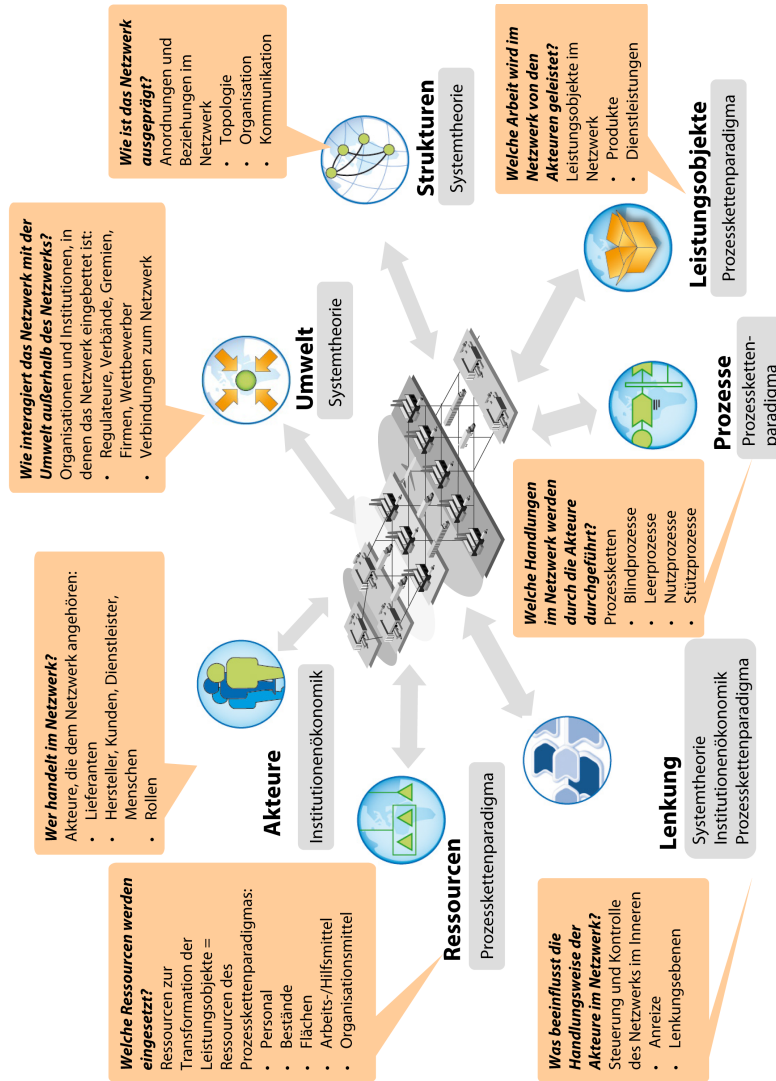 Wer handelt im Netzwerk?
Akteure, die dem Netzwerk angehören:
• Lieferanten
• Hersteller, Kunden, Dienstleister,
Menschen
• Rollen
Akteure
Institutionenökonomik
Wie interagiert das Netzwerk mit der
Umwelt außerhalb des Netzwerks?
Organisationen und Institutionen, in
denen das Netzwerk eingebettet ist:
• Regulateure, Verbände, Gremien,
Firmen, Wettbewerber
• Verbindungen zum Netzwerk
Umwelt
Systemtheorie
Wie ist das Netzwerk
ausgeprägt?
Anordnungen und
Beziehungen im
Netzwerk
• Topologie
• Organisation
• Kommunikation
Strukturen
Systemtheorie
Welche Ressourcen werden
eingesetzt?
Ressourcen zur
Transformation der
Leistungsobjekte =
Ressourcen des
Prozesskettenparadigmas:
• Personal
• Bestände
• Flächen
• Arbeits-/Hilfsmittel
• Organisationsmittel
Ressourcen
Prozesskettenparadigma
Welche Arbeit wird im
Netzwerk von den
Akteuren geleistet?
Leistungsobjekte im
Netzwerk
• Produkte
• Dienstleistungen
Leistungsobjekte
Prozesskettenparadigma
Was beeinflusst die
Handlungsweise der
Akteure im Netzwerk?
Steuerung und Kontrolle
des Netzwerks im Inneren
• Anreize
• Lenkungsebenen
Lenkung
Systemtheorie
Institutionenökonomik
Prozesskettenparadigma
Welche Handlungen
im Netzwerk werden
durch die Akteure
durchgeführt?
Prozessketten
• Blindprozesse
• Leerprozesse
• Nutzprozesse
• Stützprozesse
Prozesse
Prozessketten-
paradigma